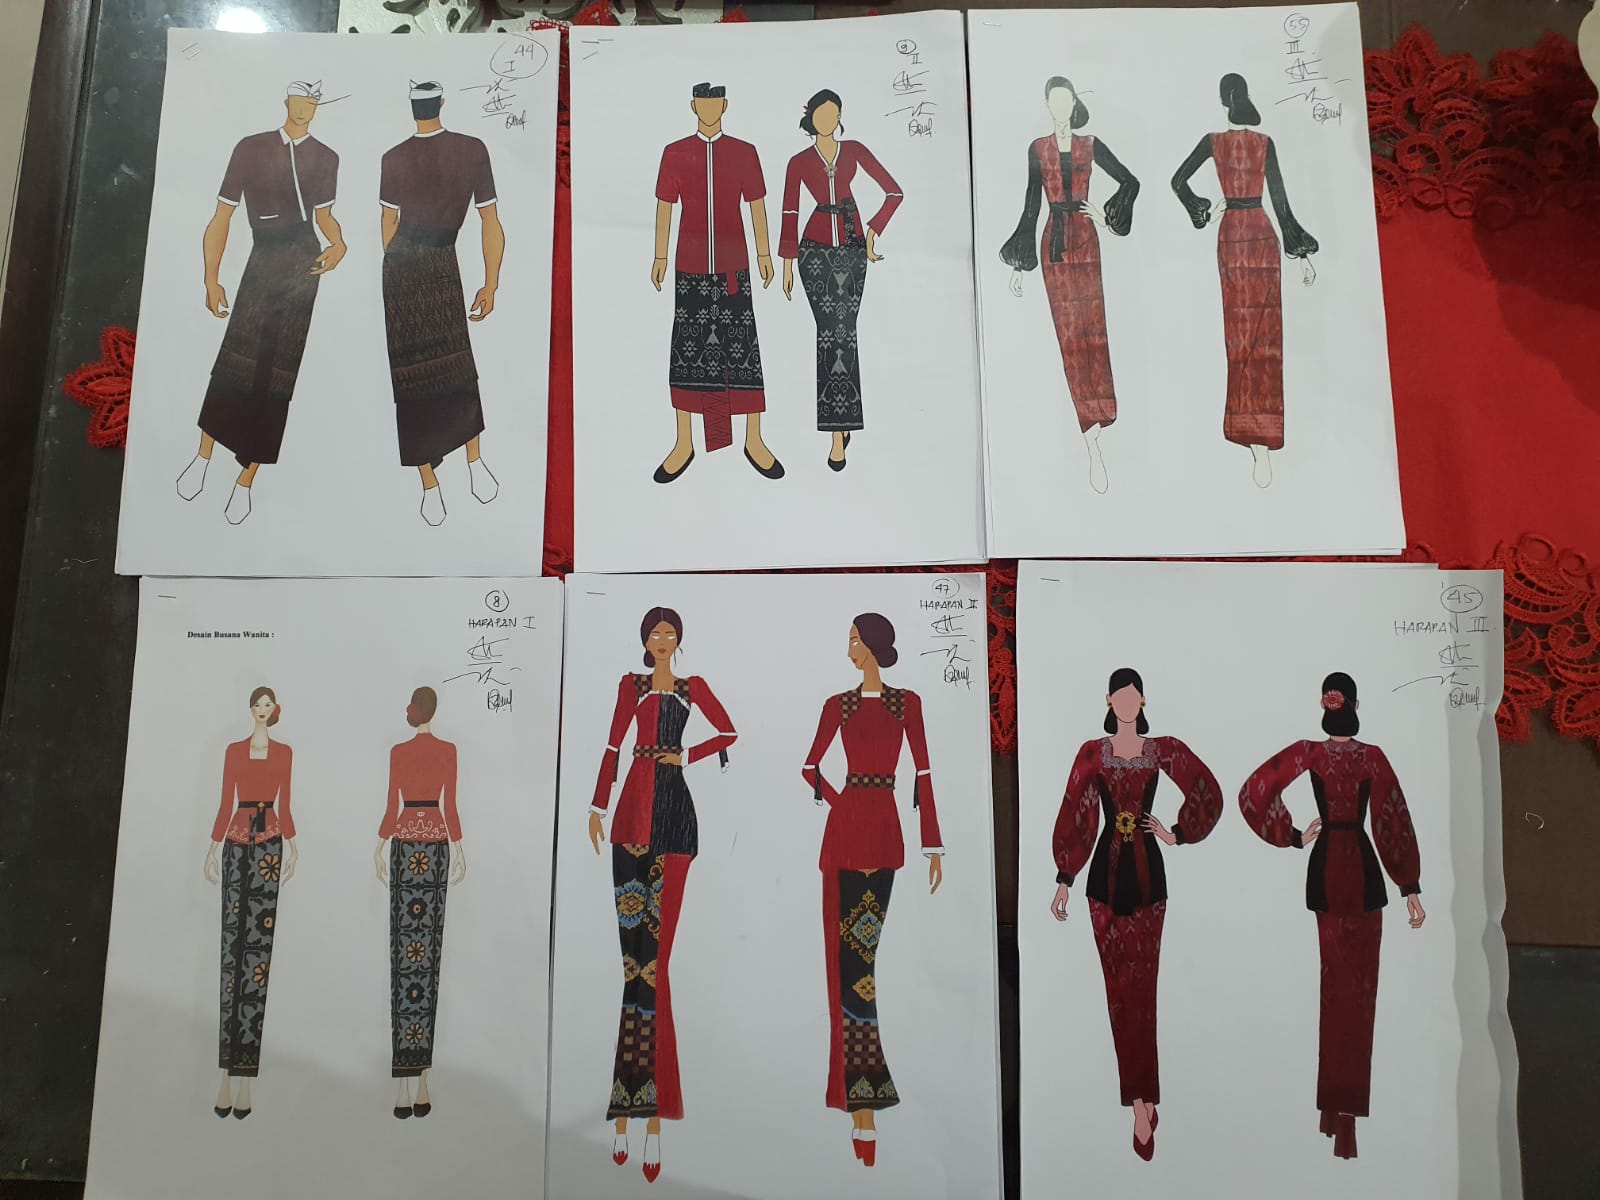 44
I
9
II
55
III.
8
HARAPAN I
Desain Busana Wanita :
47
HARAPAN II
45
HARAPAN III.